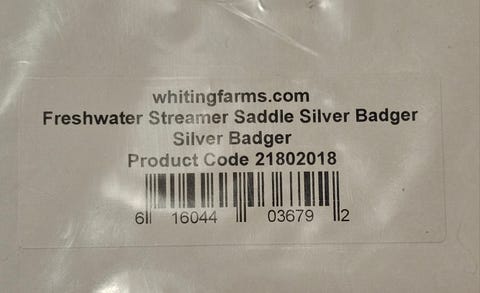 whitingfarms.com
Freshwater Streamer Saddle Silver Badger
Silver Badger
Product Code 21802018
6 16044 03679 2